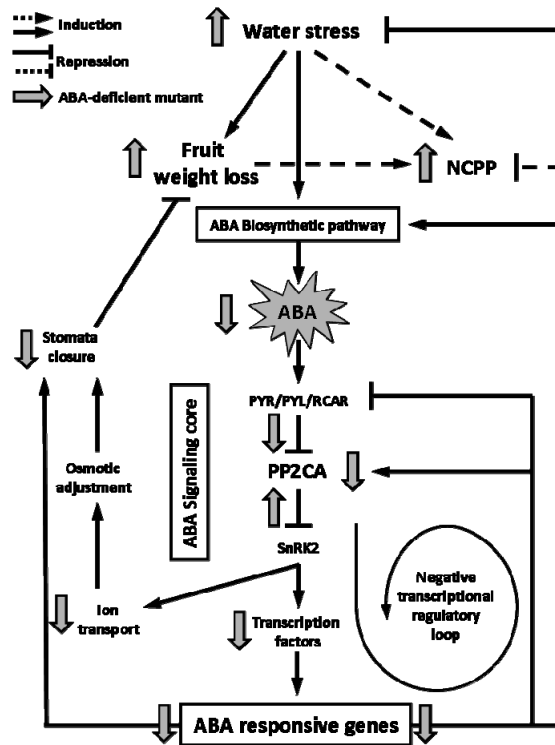 Induction
Repression
ABA-deficient mutant
Water stress
Fruit
weight loss
NCPP
ABA Biosynthetic pathway
ABA
Stomata
closure
PYR/PYL/RCAR
ABA Signaling core
PP2CA
Osmotic
adjustment
SnRK2
Ion
transport
Transcription
factors
Negative
transcriptional
regulatory
loop
ABA responsive genes